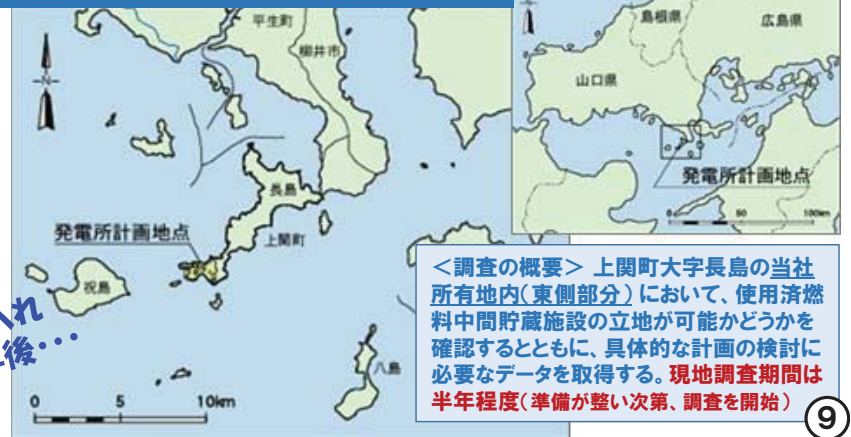 平生町
柳井市
N
長島
発電所計画地点
上関町
祝島
八島
0 5 10km
島根県
広島県
山口県
発電所計画地点
0 50 100km
入れ
後・・・
<調査の概要> 上関町大字長島の当社
所有地内(東側部分)において、使用済燃
料中間貯蔵施設の立地が可能かどうかを
確認するとともに、具体的な計画の検討に
必要なデータを取得する。現地調査期間は
半年程度(準備が整い次第、調査を開始)
⑨